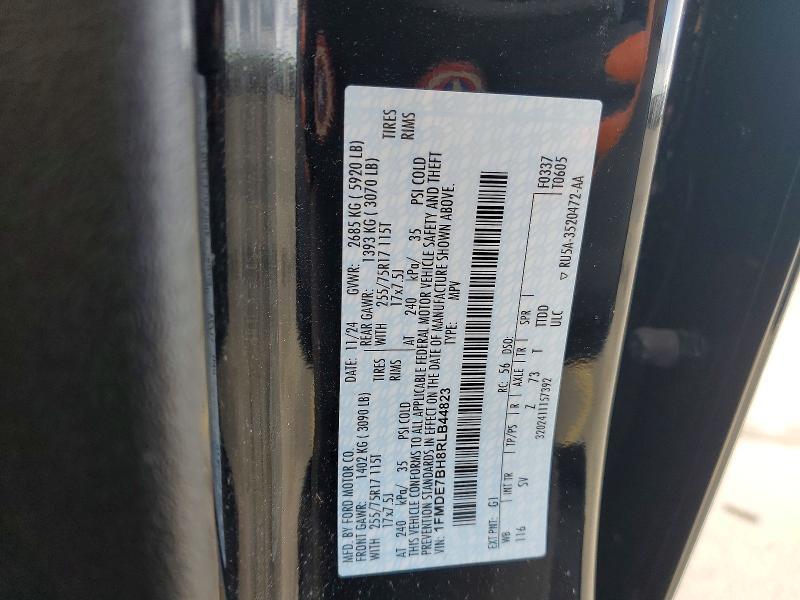 MFD. BY FORD MOTOR CO.
DATE: 11/24 GVWR: 2685 KG ( 5920 LB)
FRONT GAWR: 1402 KG ( 3090 LB) REAR GAWR: 1393 KG ( 3070 LB)
WITH 255/75R17 115T TIRES WITH 255/75R17 115T TIRES
17x7.5J RIMS 17x7.5J RIMS
AT 240 kPa/ 35 PSI COLD AT 240 kPa/ 35 PSI COLD
THIS VEHICLE CONFORMS TO ALL APPLICABLE FEDERAL MOTOR VEHICLE SAFETY AND THEFT
PREVENTION STANDARDS IN EFFECT ON THE DATE OF MANUFACTURE SHOWN ABOVE.
VIN: 1FMDE7BH8RLB44823 TYPE: MPV
EXT PNT: G1 RC: 56 DSO: F0337
WB INT TR TP/PS R AXLE TR SPR T0605
116 SV Z 73 T TTDD
3202411157392 ULC
▽ RU5A-3520472-AA